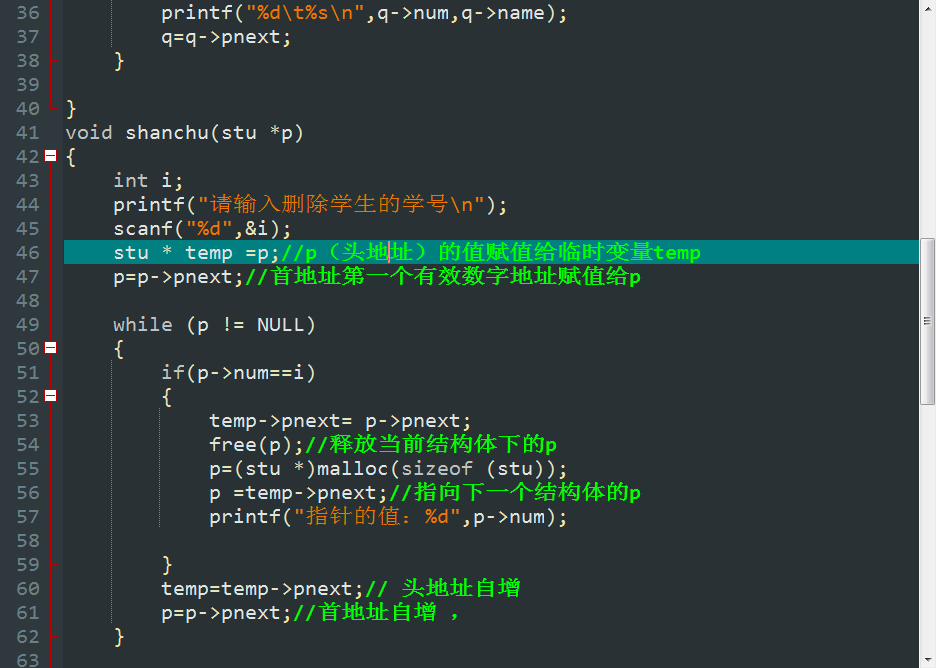 36 printf("%d\t%s\n",q->num,q->name);
37 q=q->pnext;
38 }
39
40 }
41 void shanchu(stu *p)
42 {
43 int i;
44 printf("请输入删除学生的学号\n");
45 scanf("%d",&i);
46 stu * temp =p;//p（头地址）的值赋值给临时变量temp
47 p=p->pnext;//首地址第一个有效数字地址赋值给p
48
49 while (p != NULL)
50 {
51 if(p->num==i)
52 {
53 temp->pnext= p->pnext;
54 free(p);//释放当前结构体下的p
55 p=(stu *)malloc(sizeof (stu));
56 p =temp->pnext;//指向下一个结构体的p
57 printf("指针的值：%d",p->num);
58
59 }
60 temp=temp->pnext;// 头地址自增
61 p=p->pnext;//首地址自增 ，
62 }
63